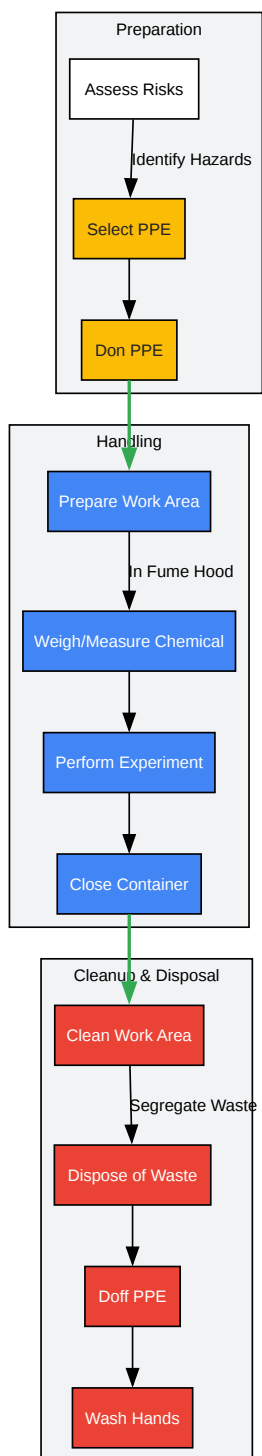 Preparation
Assess Risks
Identify Hazards
Select PPE
Don PPE
Handling
Prepare Work Area
In Fume Hood
Weigh/Measure Chemical
Perform Experiment
Close Container
Cleanup & Disposal
Clean Work Area
Segregate Waste
Dispose of Waste
Doff PPE
Wash Hands